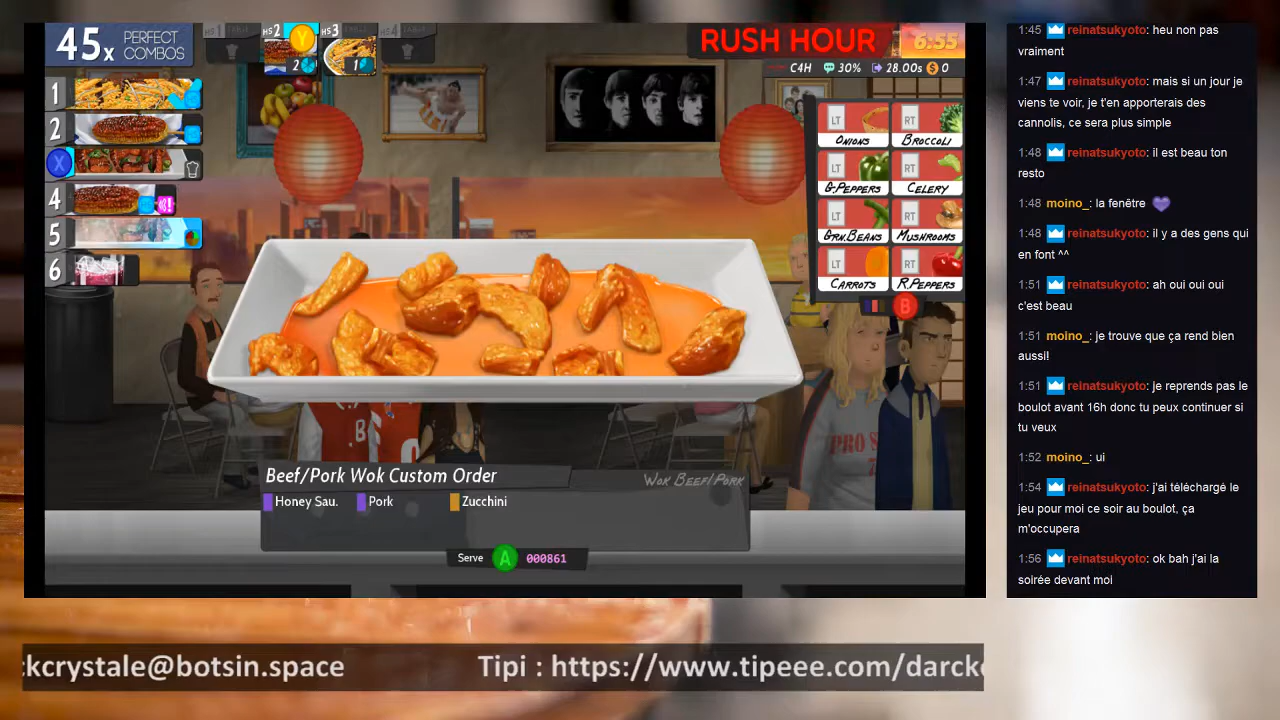 45x PERFECT COMBOS
HS1
HS2
Y
2
HS3
1
HS4
RUSH HOUR 6:55
C4H 30% 28.00s $ 0
1
2
X
4
5
6
LT ONIONS RT BROCCOLI
LT G.PEPPERS RT CELERY
LT GRN.BEANS RT MUSHROOMS
LT CARROTS RT R.PEPPERS
B
PRO S
Beef/Pork Wok Custom Order
Wok Beef/Pork
Honey Sau. Pork Zucchini
Serve A 000861
ckcrystale@botsin.space Tipi : https://www.tipeee.com/darck
1:45 reinatsukyoto: heu non pas
vraiment
1:47 reinatsukyoto: mais si un jour je
viens te voir, je t'en apporterais des
cannolis, ce sera plus simple
1:48 reinatsukyoto: il est beau ton
resto
1:48 moino_: la fenêtre
1:48 reinatsukyoto: il y a des gens qui
en font ^^
1:51 reinatsukyoto: ah oui oui oui
c'est beau
1:51 moino_: je trouve que ça rend bien
aussi!
1:51 reinatsukyoto: je reprends pas le
boulot avant 16h donc tu peux continuer si
tu veux
1:52 moino_: ui
1:54 reinatsukyoto: j'ai téléchargé le
jeu pour moi ce soir au boulot, ça
m'occupera
1:56 reinatsukyoto: ok bah j'ai la
soirée devant moi